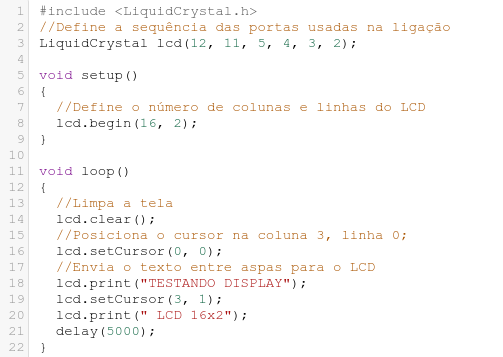 1 #include <LiquidCrystal.h>
2 //Define a sequência das portas usadas na ligação
3 LiquidCrystal lcd(12, 11, 5, 4, 3, 2);
4
5 void setup()
6 {
7   //Define o número de colunas e linhas do LCD
8   lcd.begin(16, 2);
9 }
10
11 void loop()
12 {
13   //Limpa a tela
14   lcd.clear();
15   //Posiciona o cursor na coluna 3, linha 0;
16   lcd.setCursor(0, 0);
17   //Envia o texto entre aspas para o LCD
18   lcd.print("TESTANDO DISPLAY");
19   lcd.setCursor(3, 1);
20   lcd.print(" LCD 16x2");
21   delay(5000);
22 }